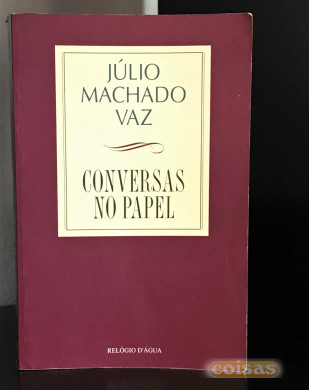 JÚLIO
MACHADO
VAZ
CONVERSAS
NO PAPEL
RELÓGIO D'ÁGUA
coisas